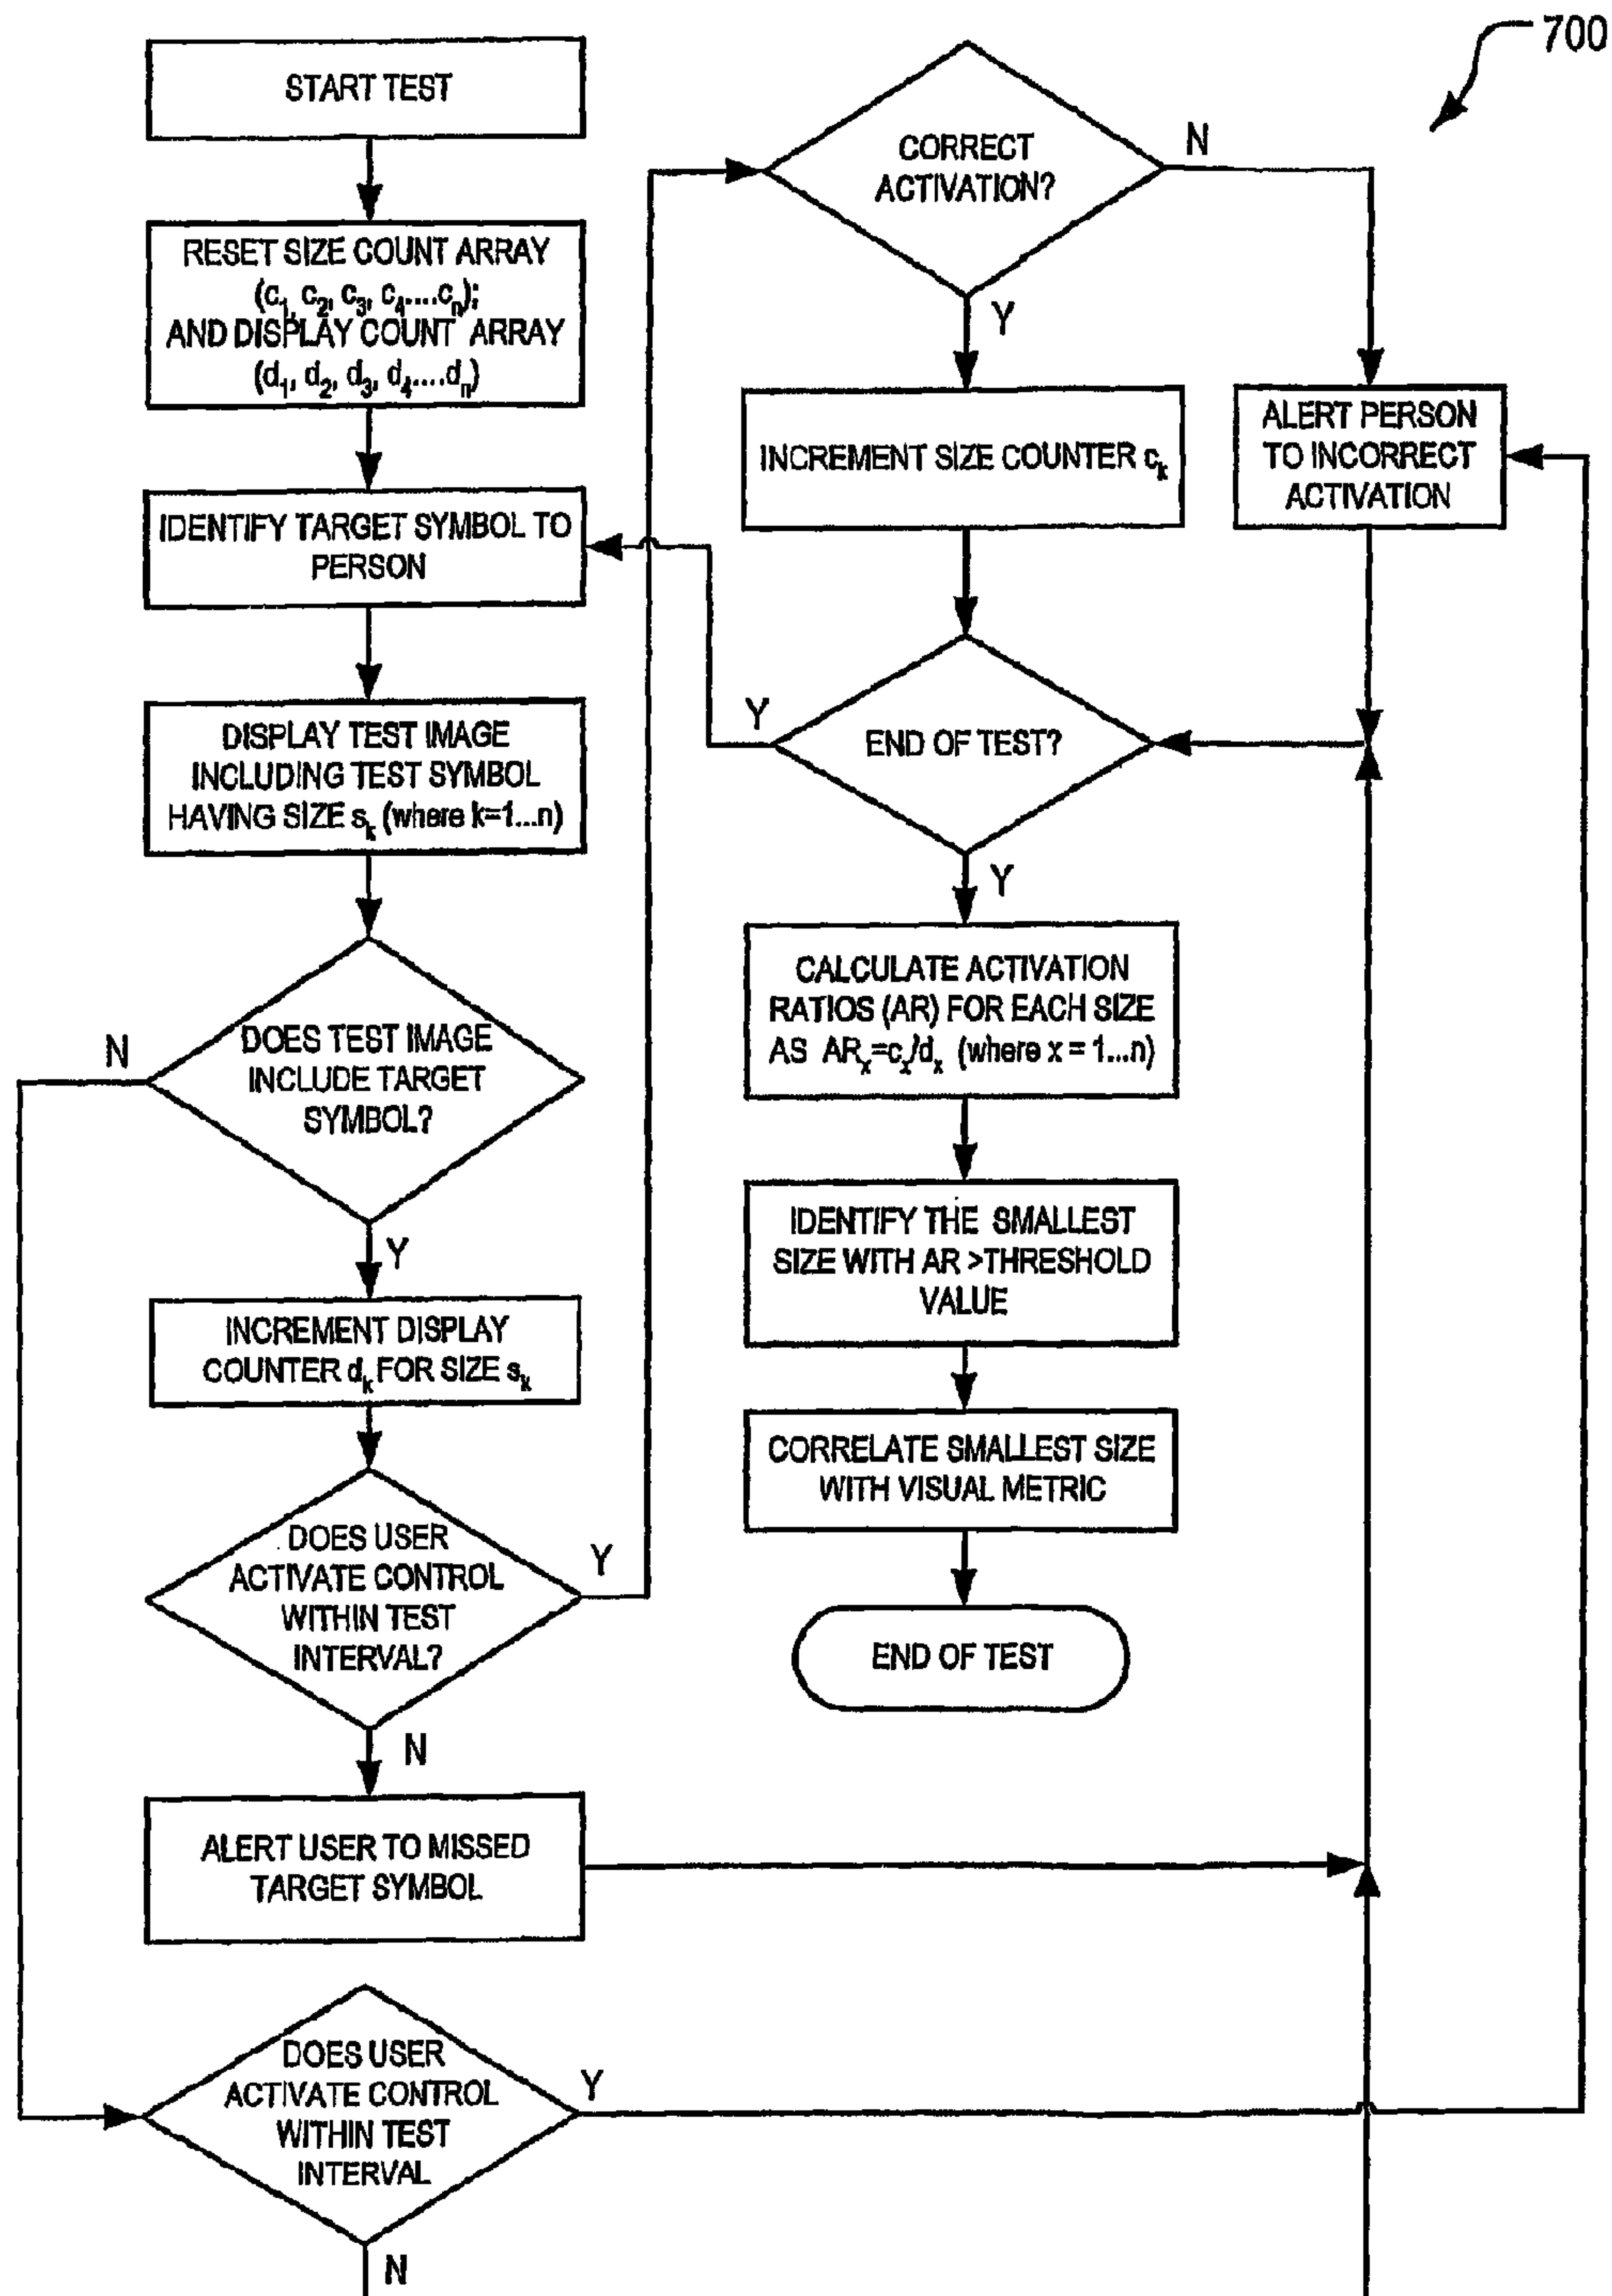 700
START TEST
RESET SIZE COUNT ARRAY
(c₁, c₂, c₃, c₄....cₙ);
AND DISPLAY COUNT ARRAY
(d₁, d₂, d₃, d₄....dₙ)
IDENTIFY TARGET SYMBOL TO
PERSON
DISPLAY TEST IMAGE
INCLUDING TEST SYMBOL
HAVING SIZE sₖ (where k=1...n)
DOES TEST IMAGE
INCLUDE TARGET
SYMBOL?
N
Y
INCREMENT DISPLAY
COUNTER dₖ FOR SIZE sₖ
DOES USER
ACTIVATE CONTROL
WITHIN TEST
INTERVAL?
Y
N
ALERT USER TO MISSED
TARGET SYMBOL
DOES USER
ACTIVATE CONTROL
WITHIN TEST
INTERVAL
Y
N
CORRECT
ACTIVATION?
N
Y
INCREMENT SIZE COUNTER cₖ
ALERT PERSON
TO INCORRECT
ACTIVATION
END OF TEST?
Y
Y
CALCULATE ACTIVATION
RATIOS (AR) FOR EACH SIZE
AS ARₓ=cₓ/dₓ (where x = 1...n)
IDENTIFY THE SMALLEST
SIZE WITH AR >THRESHOLD
VALUE
CORRELATE SMALLEST SIZE
WITH VISUAL METRIC
END OF TEST